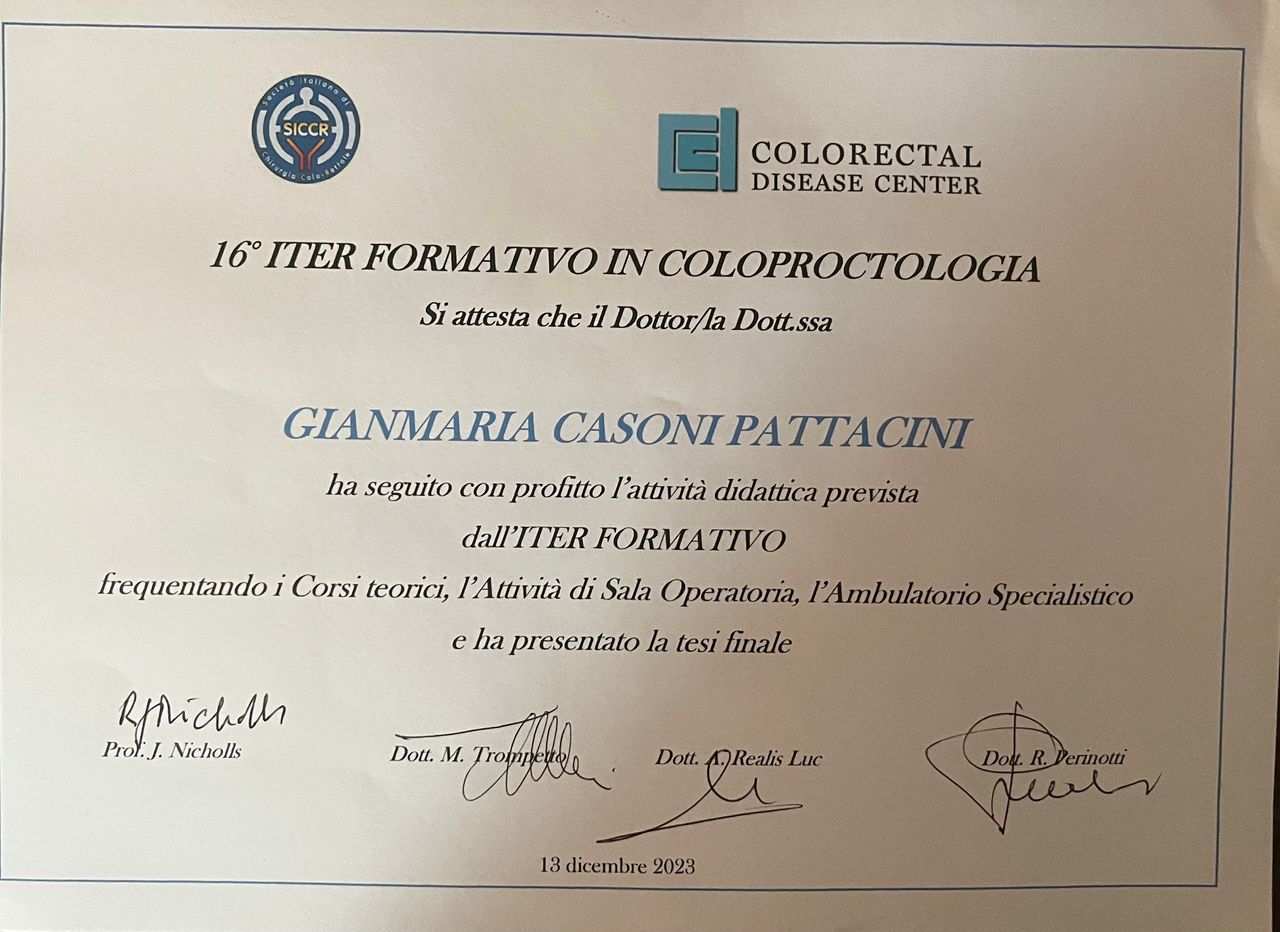 Società Italiana di
SICCR
Chirurgia Colo-Rettale
COLORECTAL
DISEASE CENTER
16° ITER FORMATIVO IN COLOPROCTOLOGIA
Si attesta che il Dottor/la Dott.ssa
GIANMARIA CASONI PATTACINI
ha seguito con profitto l'attività didattica prevista
dall'ITER FORMATIVO
frequentando i Corsi teorici, l'Attività di Sala Operatoria, l'Ambulatorio Specialistico
e ha presentato la tesi finale
RJNicholls
Prof. J. Nicholls
Dott. M. Trompetto
Dott. A. Realis Luc
Dott. R. Perinotti
13 dicembre 2023